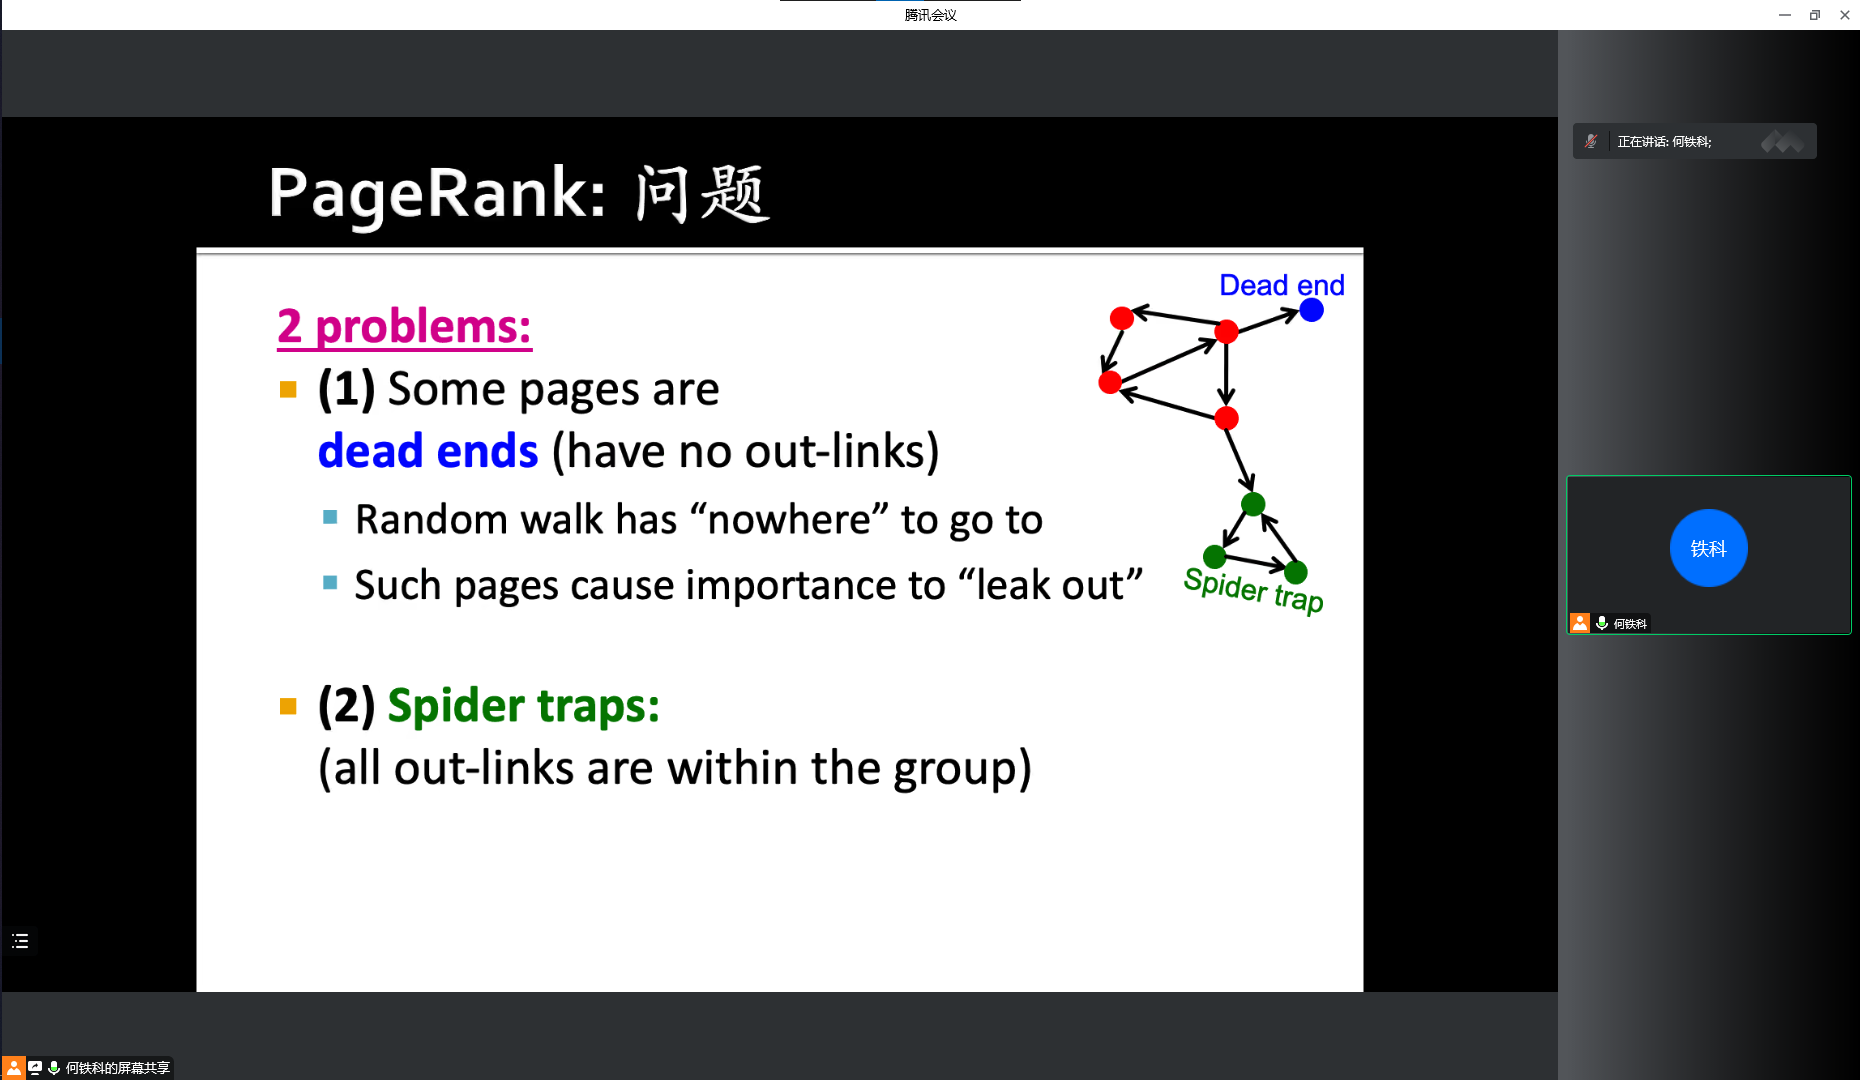 腾讯会议
正在讲话: 何铁科;
PageRank: 问题
Dead end
2 problems:
(1) Some pages are
dead ends (have no out-links)
Random walk has “nowhere” to go to
Such pages cause importance to “leak out”
Spider trap
(2) Spider traps:
(all out-links are within the group)
铁科
何铁科
何铁科的屏幕共享